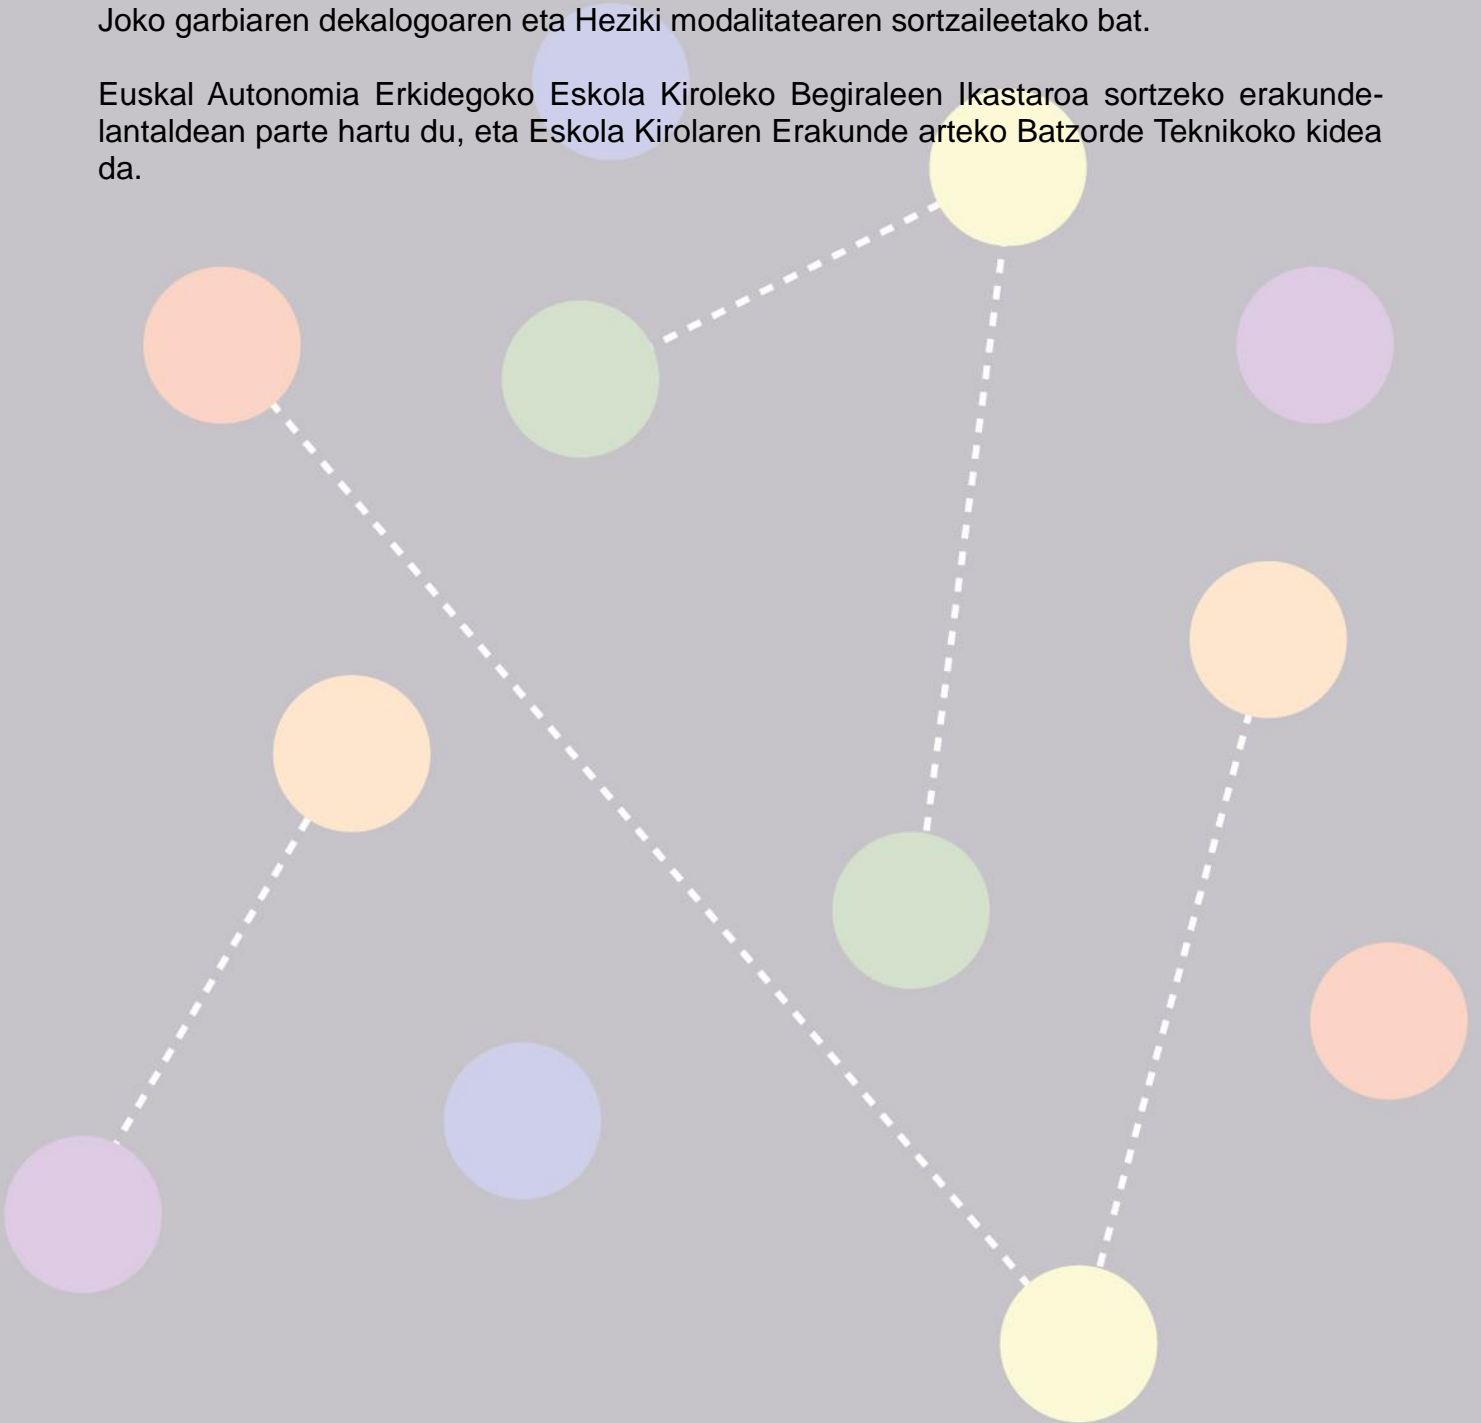 Joko garbiaren dekalogoaren eta Heziki modalitatearen sortzaileetako bat.
Euskal Autonomia Erkidegoko Eskola Kiroleko Begiraleen Ikastaroa sortzeko erakunde-
lantaldean parte hartu du, eta Eskola Kirolaren Erakunde arteko Batzorde Teknikoko kidea
da.